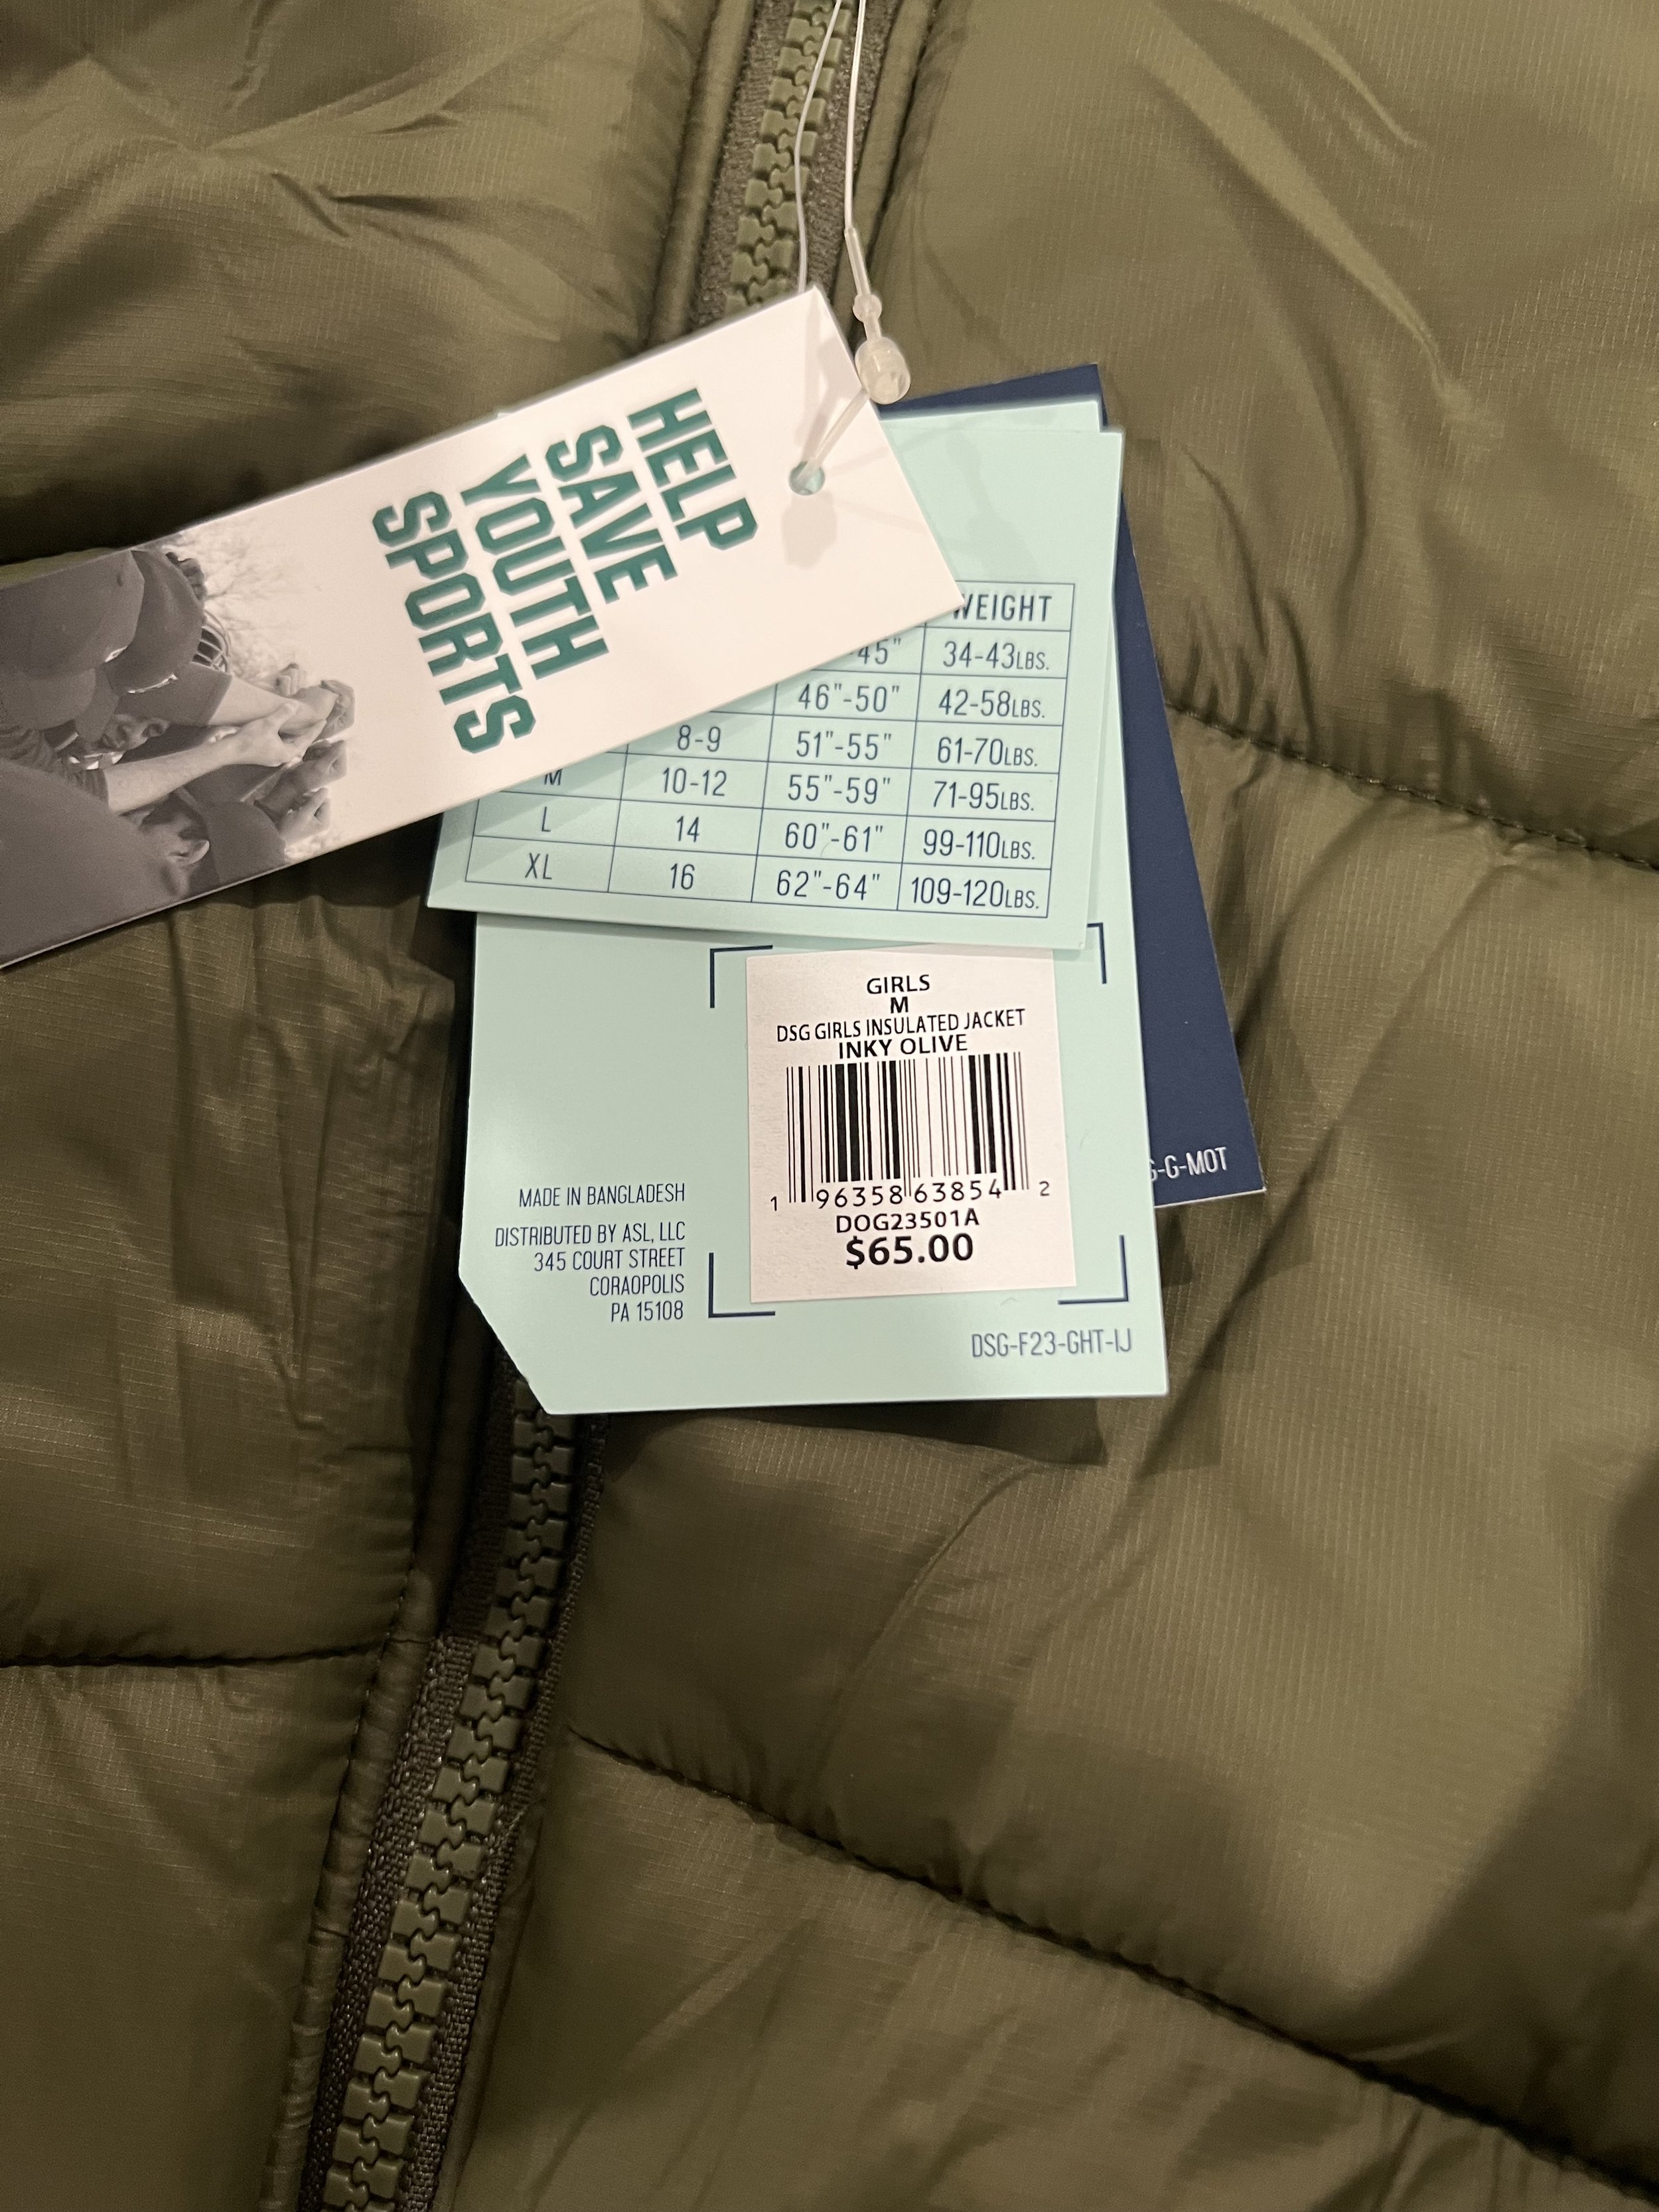 HELP
SAVE
YOUTH
SPORTS
WEIGHT
-45" 34-43LBS.
46"-50" 42-58LBS.
8-9 51"-55" 61-70LBS.
M 10-12 55"-59" 71-95LBS.
L 14 60"-61" 99-110LBS.
XL 16 62"-64" 109-120LBS.
GIRLS
M
DSG GIRLS INSULATED JACKET
INKY OLIVE
1 96358 63854 2
DOG23501A
$65.00
MADE IN BANGLADESH
DISTRIBUTED BY ASL, LLC
345 COURT STREET
CORAOPOLIS
PA 15108
DSG-F23-GHT-IJ
G-G-MOT